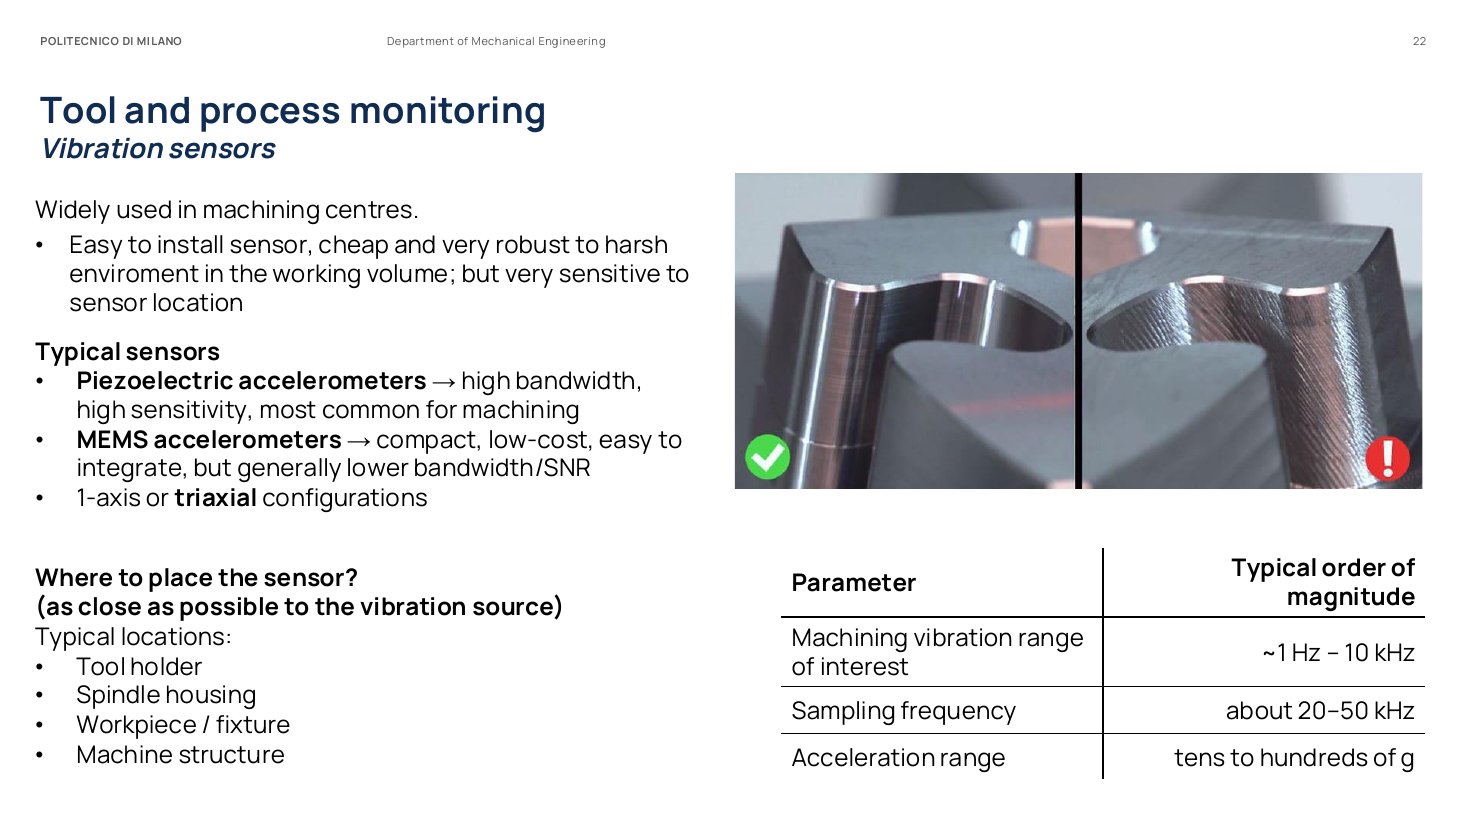 POLITECNICO DI MILANO
Department of Mechanical Engineering
22
Tool and process monitoring
Vibration sensors
Widely used in machining centres.
• Easy to install sensor, cheap and very robust to harsh
enviroment in the working volume; but very sensitive to
sensor location
Typical sensors
• Piezoelectric accelerometers → high bandwidth,
high sensitivity, most common for machining
• MEMS accelerometers → compact, low-cost, easy to
integrate, but generally lower bandwidth/SNR
• 1-axis or triaxial configurations
Where to place the sensor?
(as close as possible to the vibration source)
Typical locations:
• Tool holder
• Spindle housing
• Workpiece / fixture
• Machine structure
Parameter
Typical order of
magnitude
Machining vibration range
of interest
~1 Hz – 10 kHz
Sampling frequency
about 20–50 kHz
Acceleration range
tens to hundreds of g